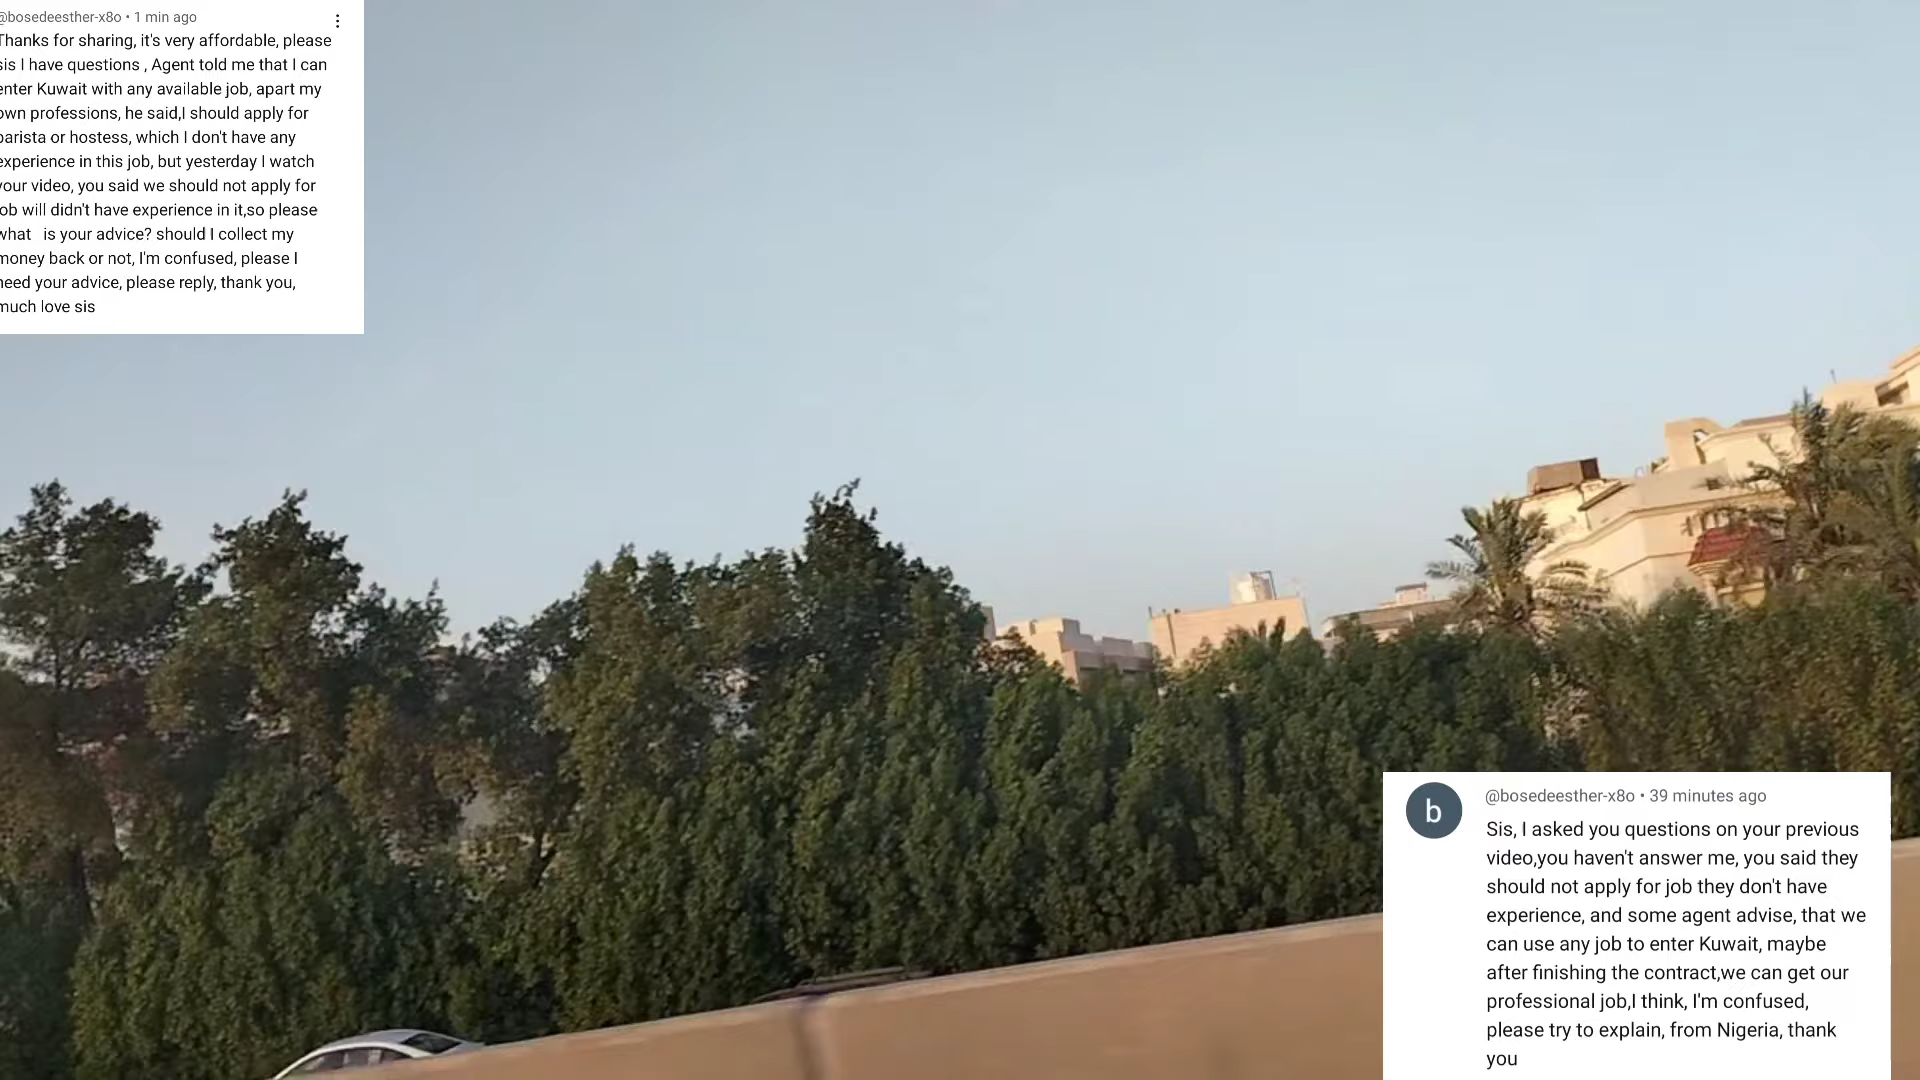 @bosedeesther-x8o • 1 min ago
Thanks for sharing, it's very affordable, please
sis I have questions , Agent told me that I can
enter Kuwait with any available job, apart my
own professions, he said,I should apply for
barista or hostess, which I don't have any
experience in this job, but yesterday I watch
your video, you said we should not apply for
job will didn't have experience in it,so please
what is your advice? should I collect my
money back or not, I'm confused, please I
need your advice, please reply, thank you,
much love sis
b
@bosedeesther-x8o • 39 minutes ago
Sis, I asked you questions on your previous
video,you haven't answer me, you said they
should not apply for job they don't have
experience, and some agent advise, that we
can use any job to enter Kuwait, maybe
after finishing the contract,we can get our
professional job,I think, I'm confused,
please try to explain, from Nigeria, thank
you